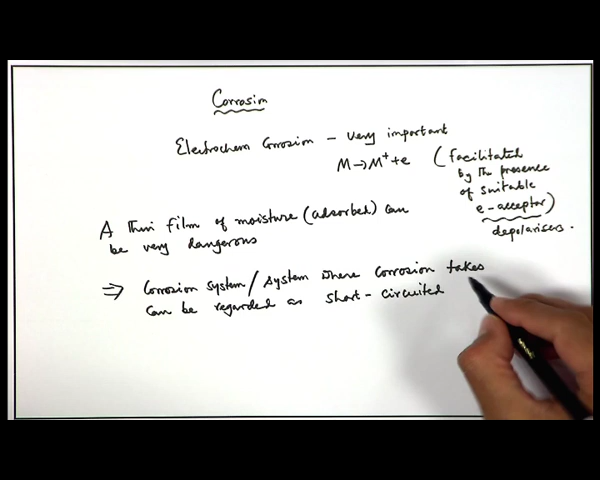 Corrosion
Electrochem Corrosion - very important
M → M⁺ + e
(facilitated
by the presence
of suitable
e-acceptor)
depolarisers.
A thin film of moisture (adsorbed) can
be very dangerous
⇒ Corrosion system/system where corrosion takes
can be regarded as short-circuited